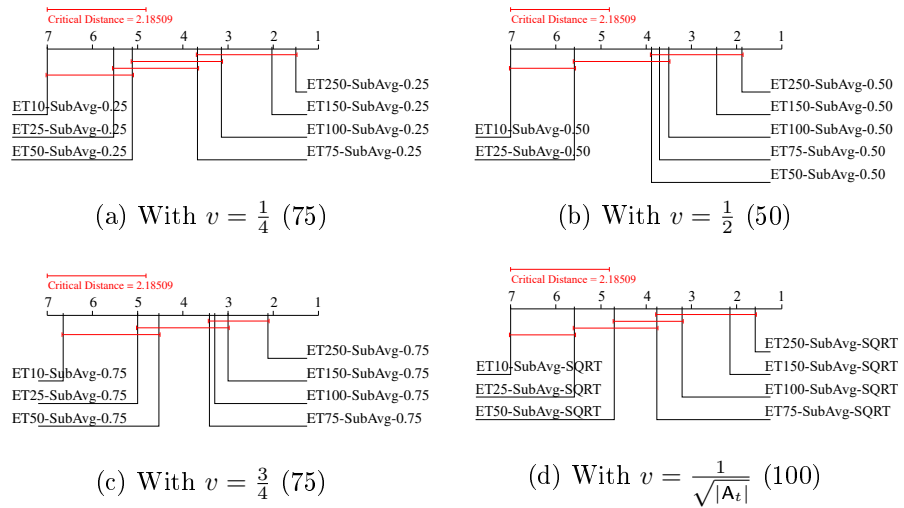 Critical Distance = 2.18509
7 6 5 4 3 2 1
ET250-SubAvg-0.25
ET10-SubAvg-0.25
ET150-SubAvg-0.25
ET25-SubAvg-0.25
ET100-SubAvg-0.25
ET50-SubAvg-0.25
ET75-SubAvg-0.25
(a) With v = 1/4 (75)
Critical Distance = 2.18509
7 6 5 4 3 2 1
ET250-SubAvg-0.50
ET150-SubAvg-0.50
ET10-SubAvg-0.50
ET100-SubAvg-0.50
ET25-SubAvg-0.50
ET75-SubAvg-0.50
ET50-SubAvg-0.50
(b) With v = 1/2 (50)
Critical Distance = 2.18509
7 6 5 4 3 2 1
ET250-SubAvg-0.75
ET10-SubAvg-0.75
ET150-SubAvg-0.75
ET25-SubAvg-0.75
ET100-SubAvg-0.75
ET50-SubAvg-0.75
ET75-SubAvg-0.75
(c) With v = 3/4 (75)
Critical Distance = 2.18509
7 6 5 4 3 2 1
ET250-SubAvg-SQRT
ET10-SubAvg-SQRT
ET150-SubAvg-SQRT
ET25-SubAvg-SQRT
ET100-SubAvg-SQRT
ET50-SubAvg-SQRT
ET75-SubAvg-SQRT
(d) With v = 1/√|A_t| (100)